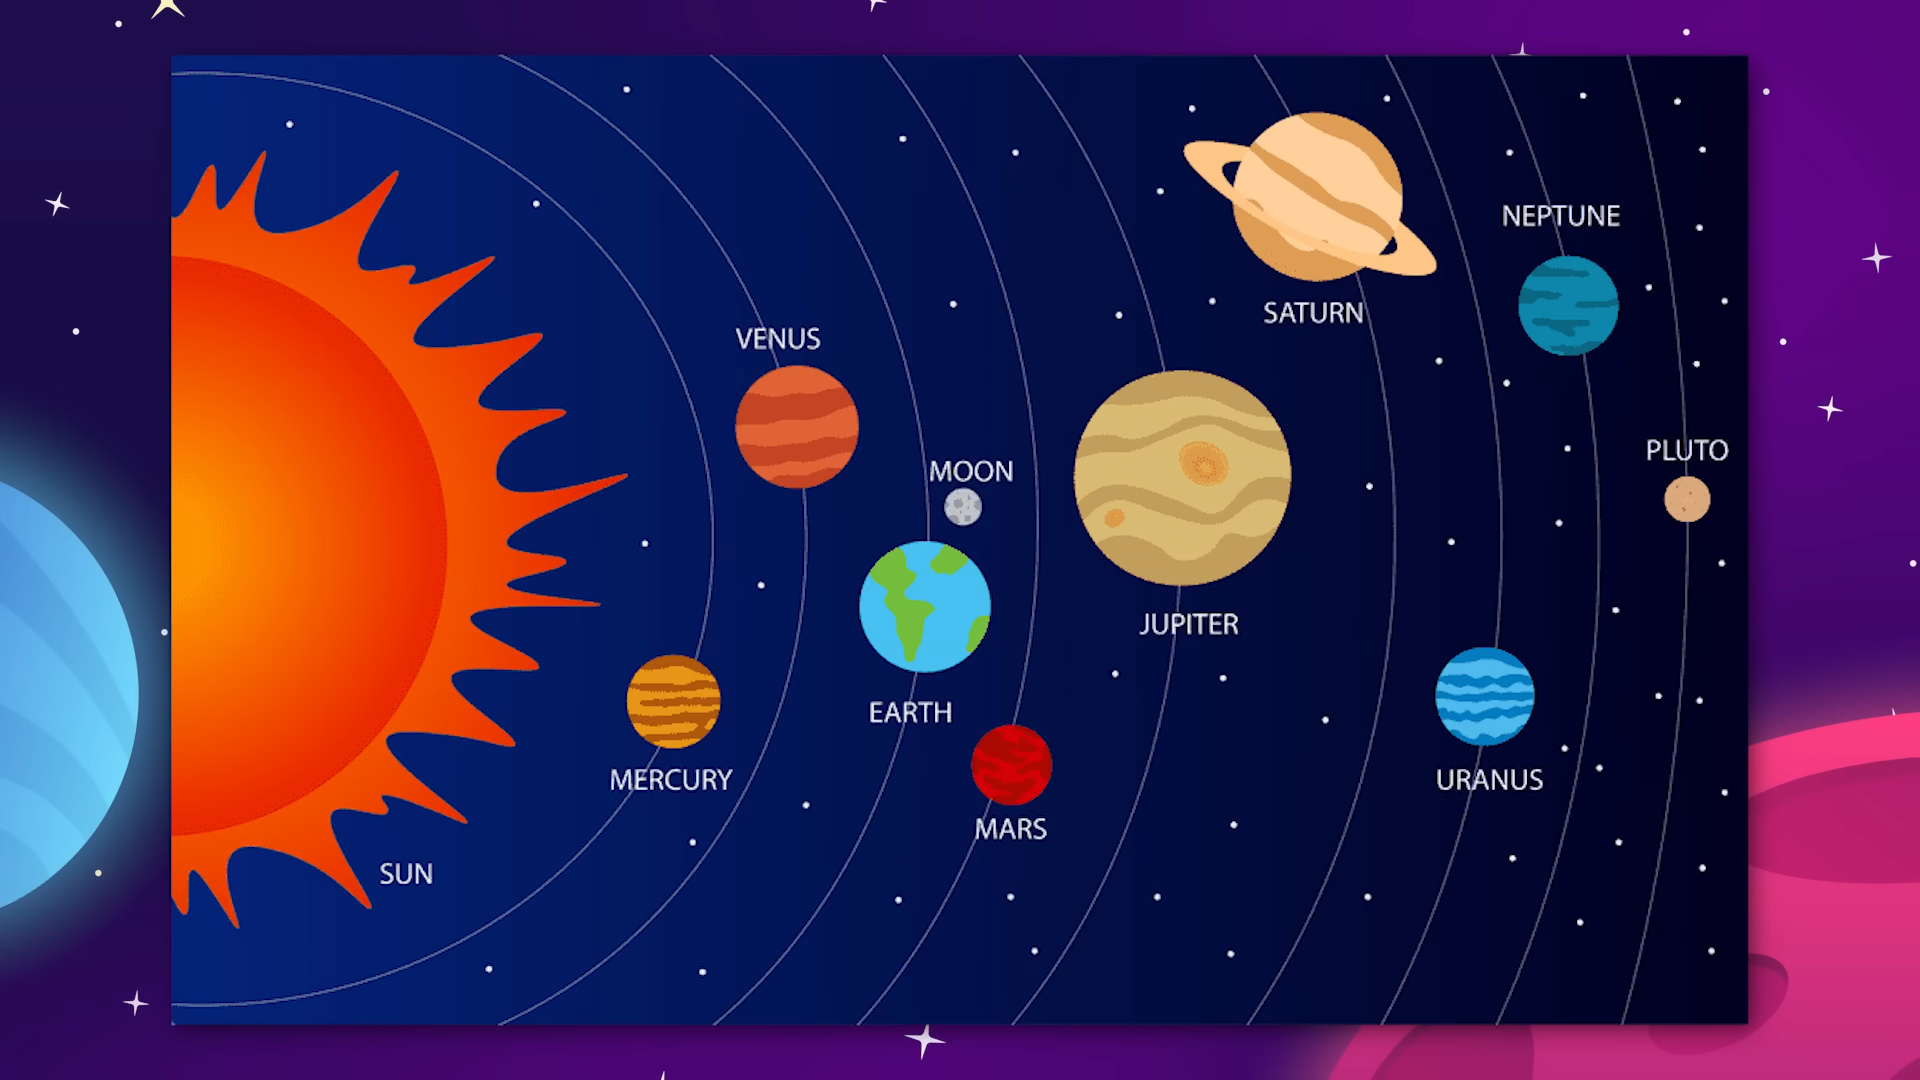 NEPTUNE
SATURN
VENUS
PLUTO
MOON
JUPITER
EARTH
MERCURY
URANUS
MARS
SUN